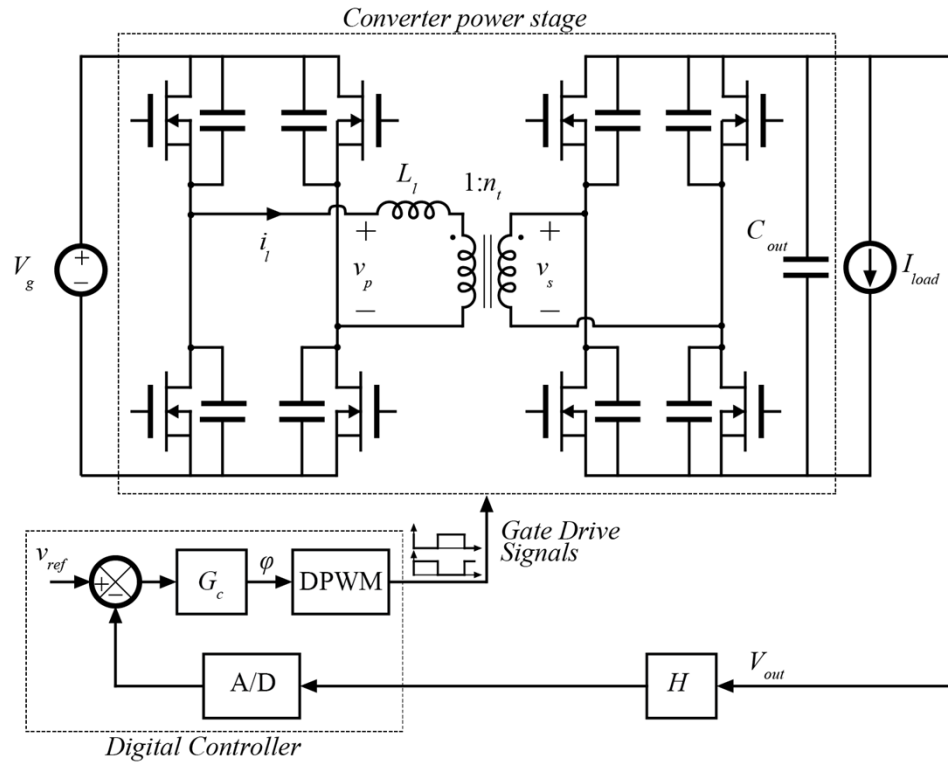 Converter power stage
L_l
1:n_t
i_l
+
v_p
−
+
v_s
−
C_out
V_g
+
−
I_load
Gate Drive
Signals
v_ref
+
−
G_c
φ
DPWM
A/D
H
V_out
Digital Controller